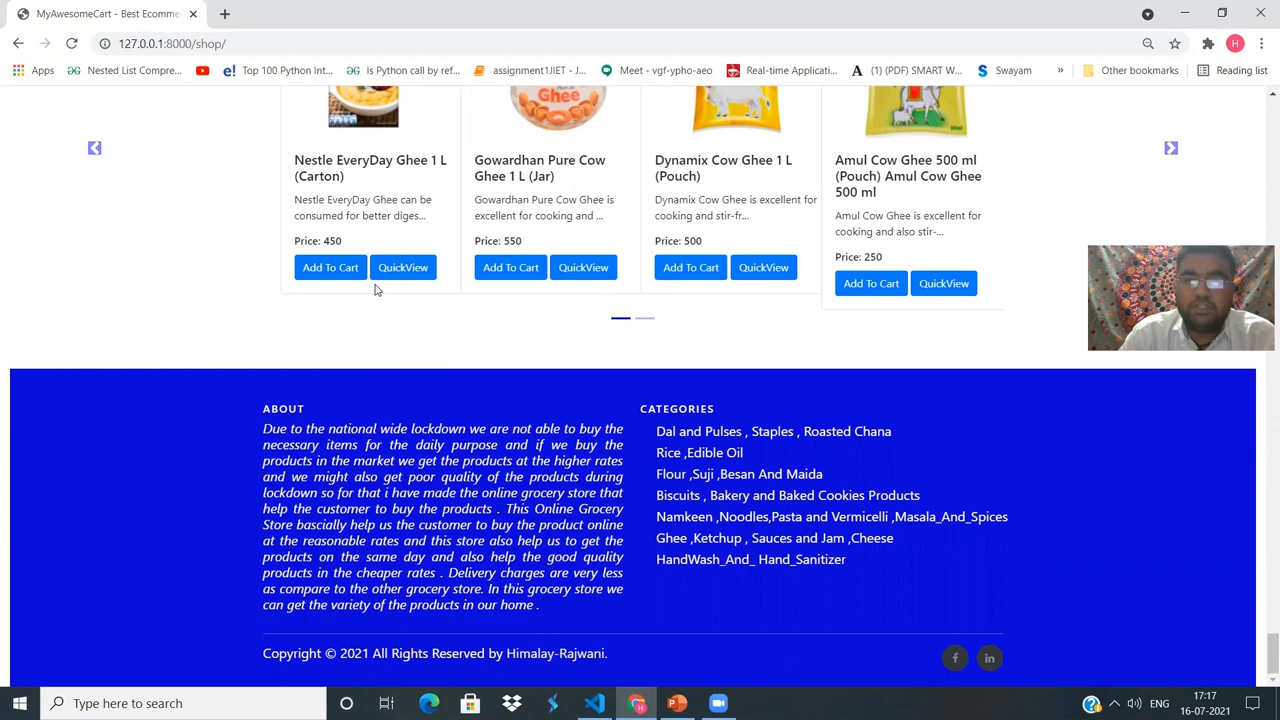 MyAwesomeCart - Best Ecomme
127.0.0.1:8000/shop/
Apps
Nested List Compre...
Top 100 Python Int...
Is Python call by ref...
assignment1JIET - J...
Meet - vgf-ypho-aeo
Real-time Applicati...
(1) (PDF) SMART W...
Swayam
»
Other bookmarks
Reading list
Nestle EveryDay Ghee 1 L
(Carton)
Nestle EveryDay Ghee can be
consumed for better diges...
Price: 450
Add To Cart QuickView
Ghee
Gowardhan Pure Cow
Ghee 1 L (Jar)
Gowardhan Pure Cow Ghee is
excellent for cooking and ...
Price: 550
Add To Cart QuickView
Dynamix Cow Ghee 1 L
(Pouch)
Dynamix Cow Ghee is excellent for
cooking and stir-fr...
Price: 500
Add To Cart QuickView
Amul Cow Ghee 500 ml
(Pouch) Amul Cow Ghee
500 ml
Amul Cow Ghee is excellent for
cooking and also stir-...
Price: 250
Add To Cart QuickView
ABOUT
Due to the national wide lockdown we are not able to buy the
necessary items for the daily purpose and if we buy the
products in the market we get the products at the higher rates
and we might also get poor quality of the products during
lockdown so for that i have made the online grocery store that
help the customer to buy the products . This Online Grocery
Store bascially help us the customer to buy the product online
at the reasonable rates and this store also help us to get the
products on the same day and also help the good quality
products in the cheaper rates . Delivery charges are very less
as compare to the other grocery store. In this grocery store we
can get the variety of the products in our home .
CATEGORIES
Dal and Pulses , Staples , Roasted Chana
Rice ,Edible Oil
Flour ,Suji ,Besan And Maida
Biscuits , Bakery and Baked Cookies Products
Namkeen ,Noodles,Pasta and Vermicelli ,Masala_And_Spices
Ghee ,Ketchup , Sauces and Jam ,Cheese
HandWash_And_ Hand_Sanitizer
Copyright © 2021 All Rights Reserved by Himalay-Rajwani.
Type here to search
ENG
17:17
16-07-2021